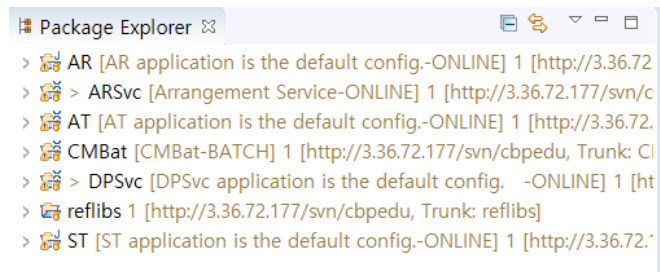 Package Explorer
> AR [AR application is the default config.-ONLINE] 1 [http://3.36.72
> > ARSvc [Arrangement Service-ONLINE] 1 [http://3.36.72.177/svn/c
> AT [AT application is the default config.-ONLINE] 1 [http://3.36.72.
> CMBat [CMBat-BATCH] 1 [http://3.36.72.177/svn/cbpedu, Trunk: Cl
> > DPSvc [DPSvc application is the default config.   -ONLINE] 1 [ht
> reflibs 1 [http://3.36.72.177/svn/cbpedu, Trunk: reflibs]
> ST [ST application is the default config.-ONLINE] 1 [http://3.36.72.1